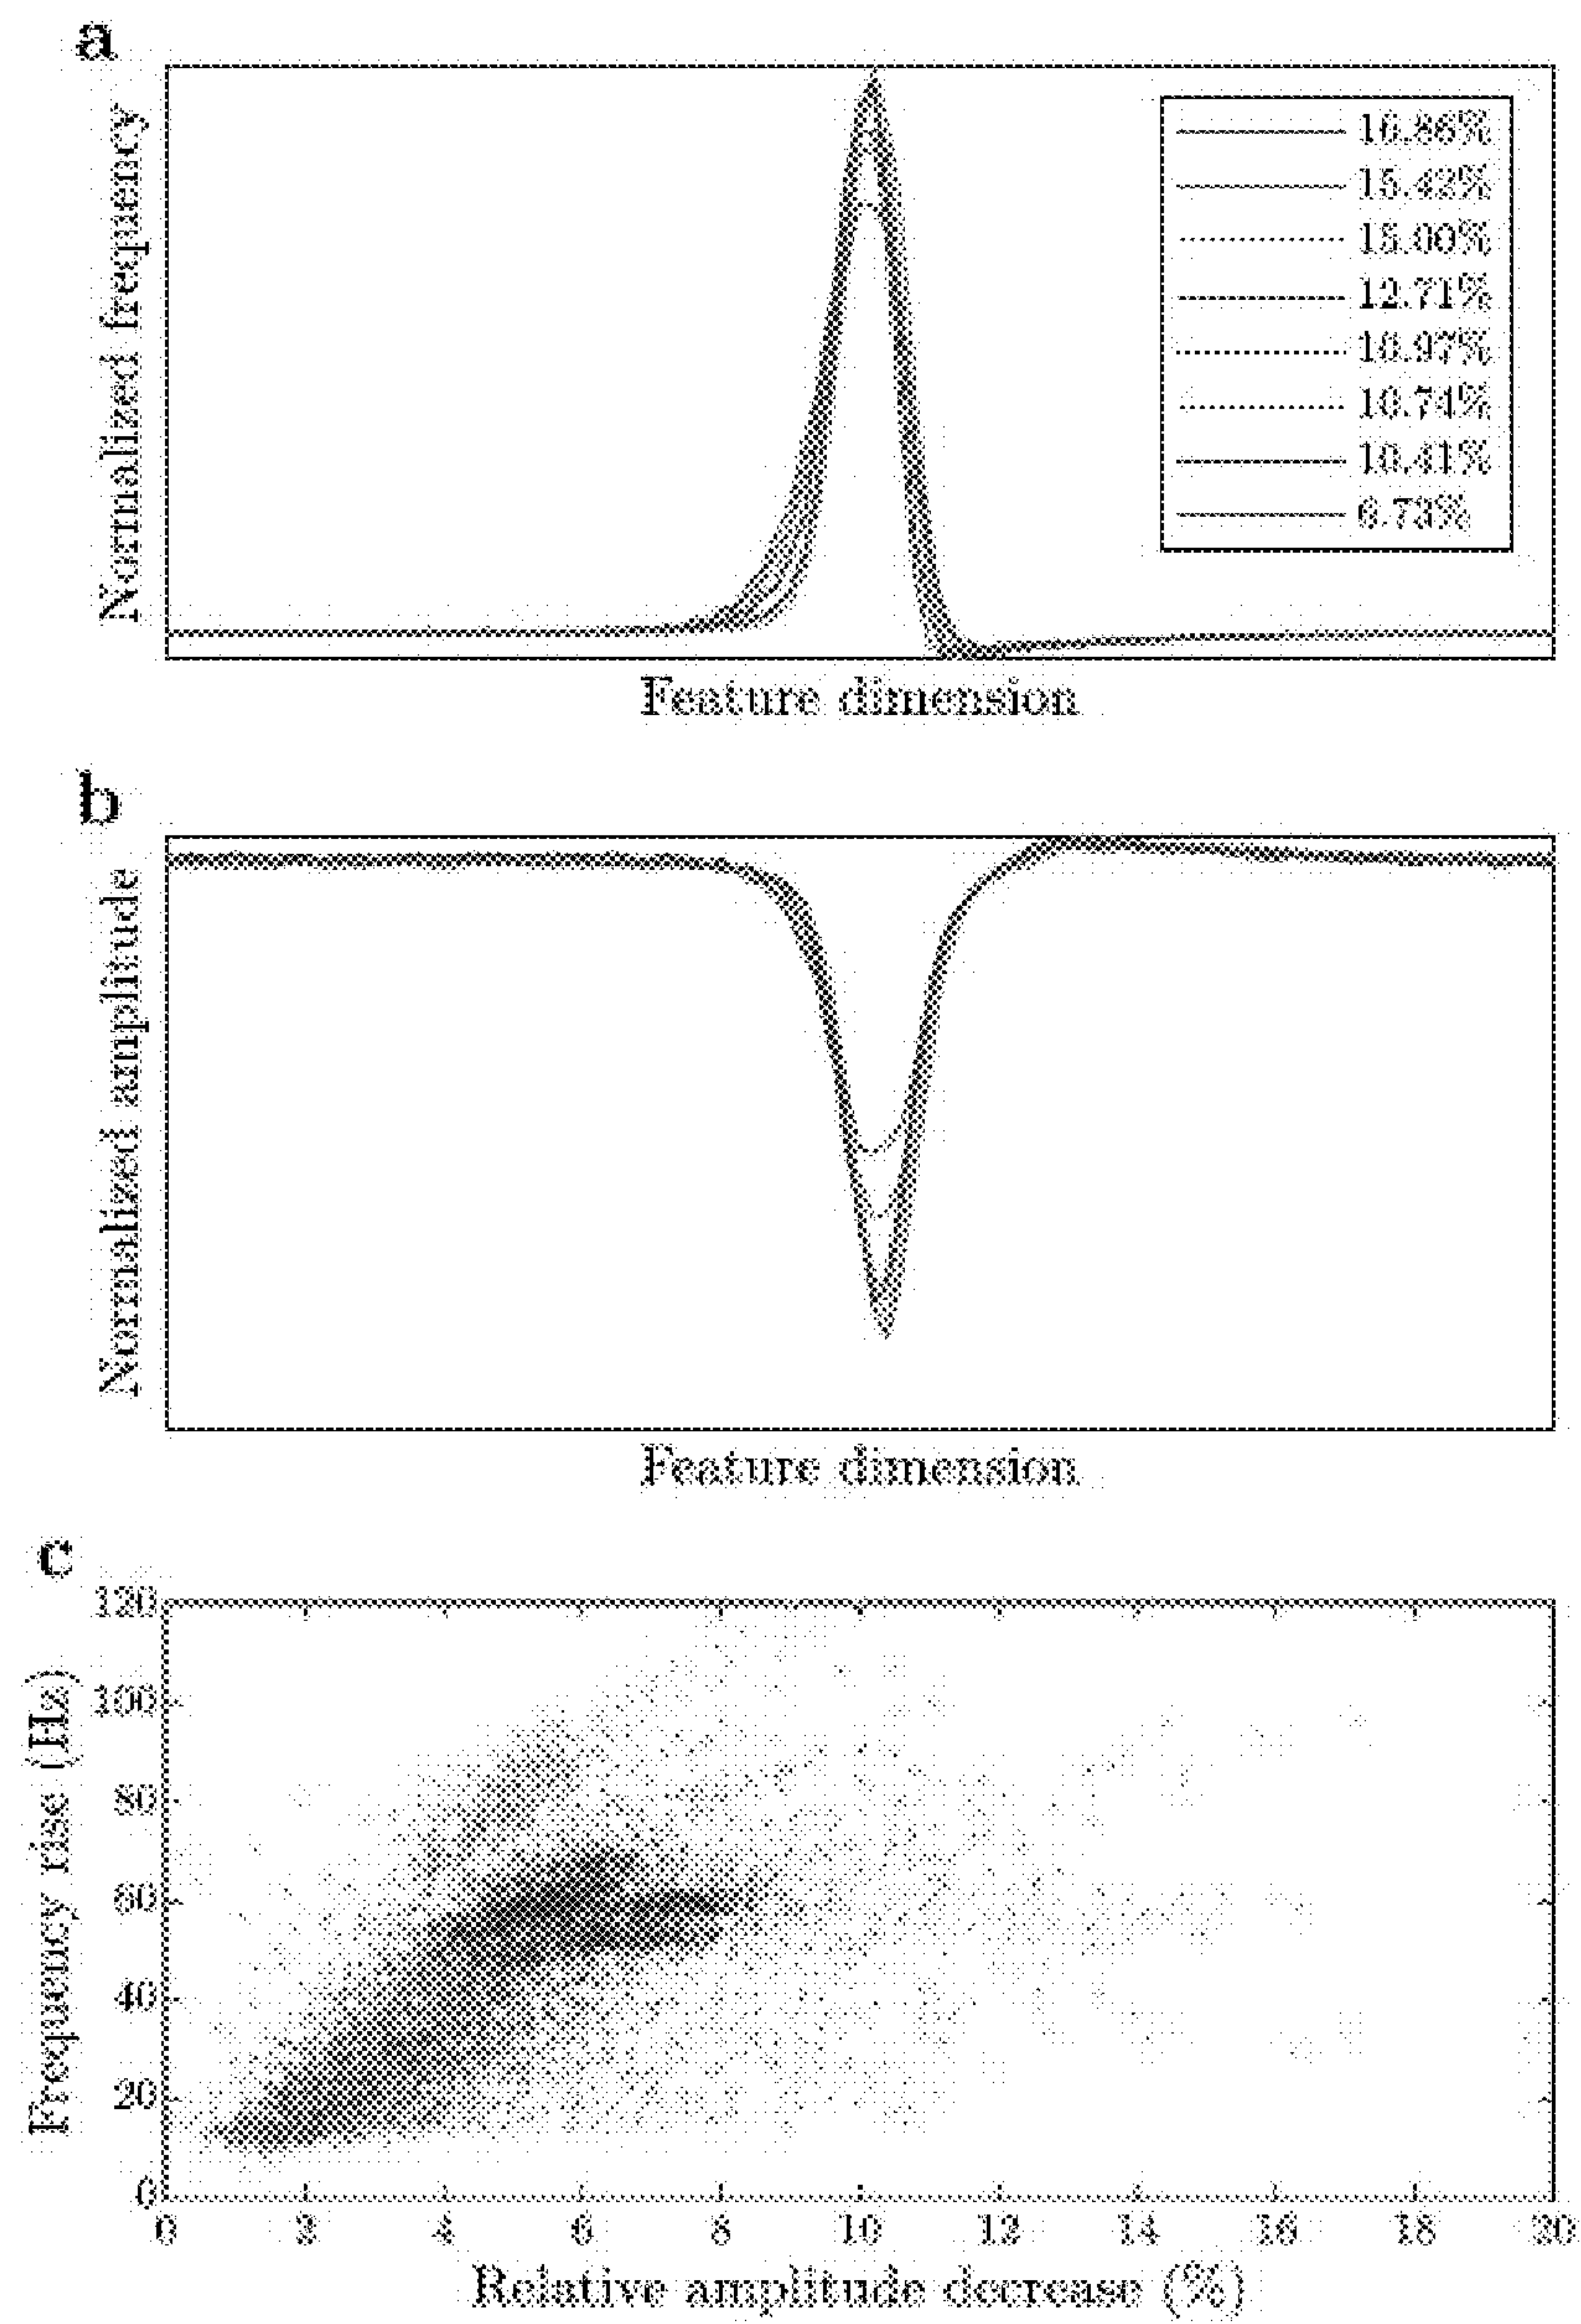 a
Normalized frequency
16.86%
15.42%
15.00%
12.71%
10.97%
10.74%
10.41%
6.73%
Feature dimension
b
Normalized amplitude
Feature dimension
c
Frequency rise (Hz)
120
100
80
60
40
20
0
0 2 4 6 8 10 12 14 16 18 20
Relative amplitude decrease (%)